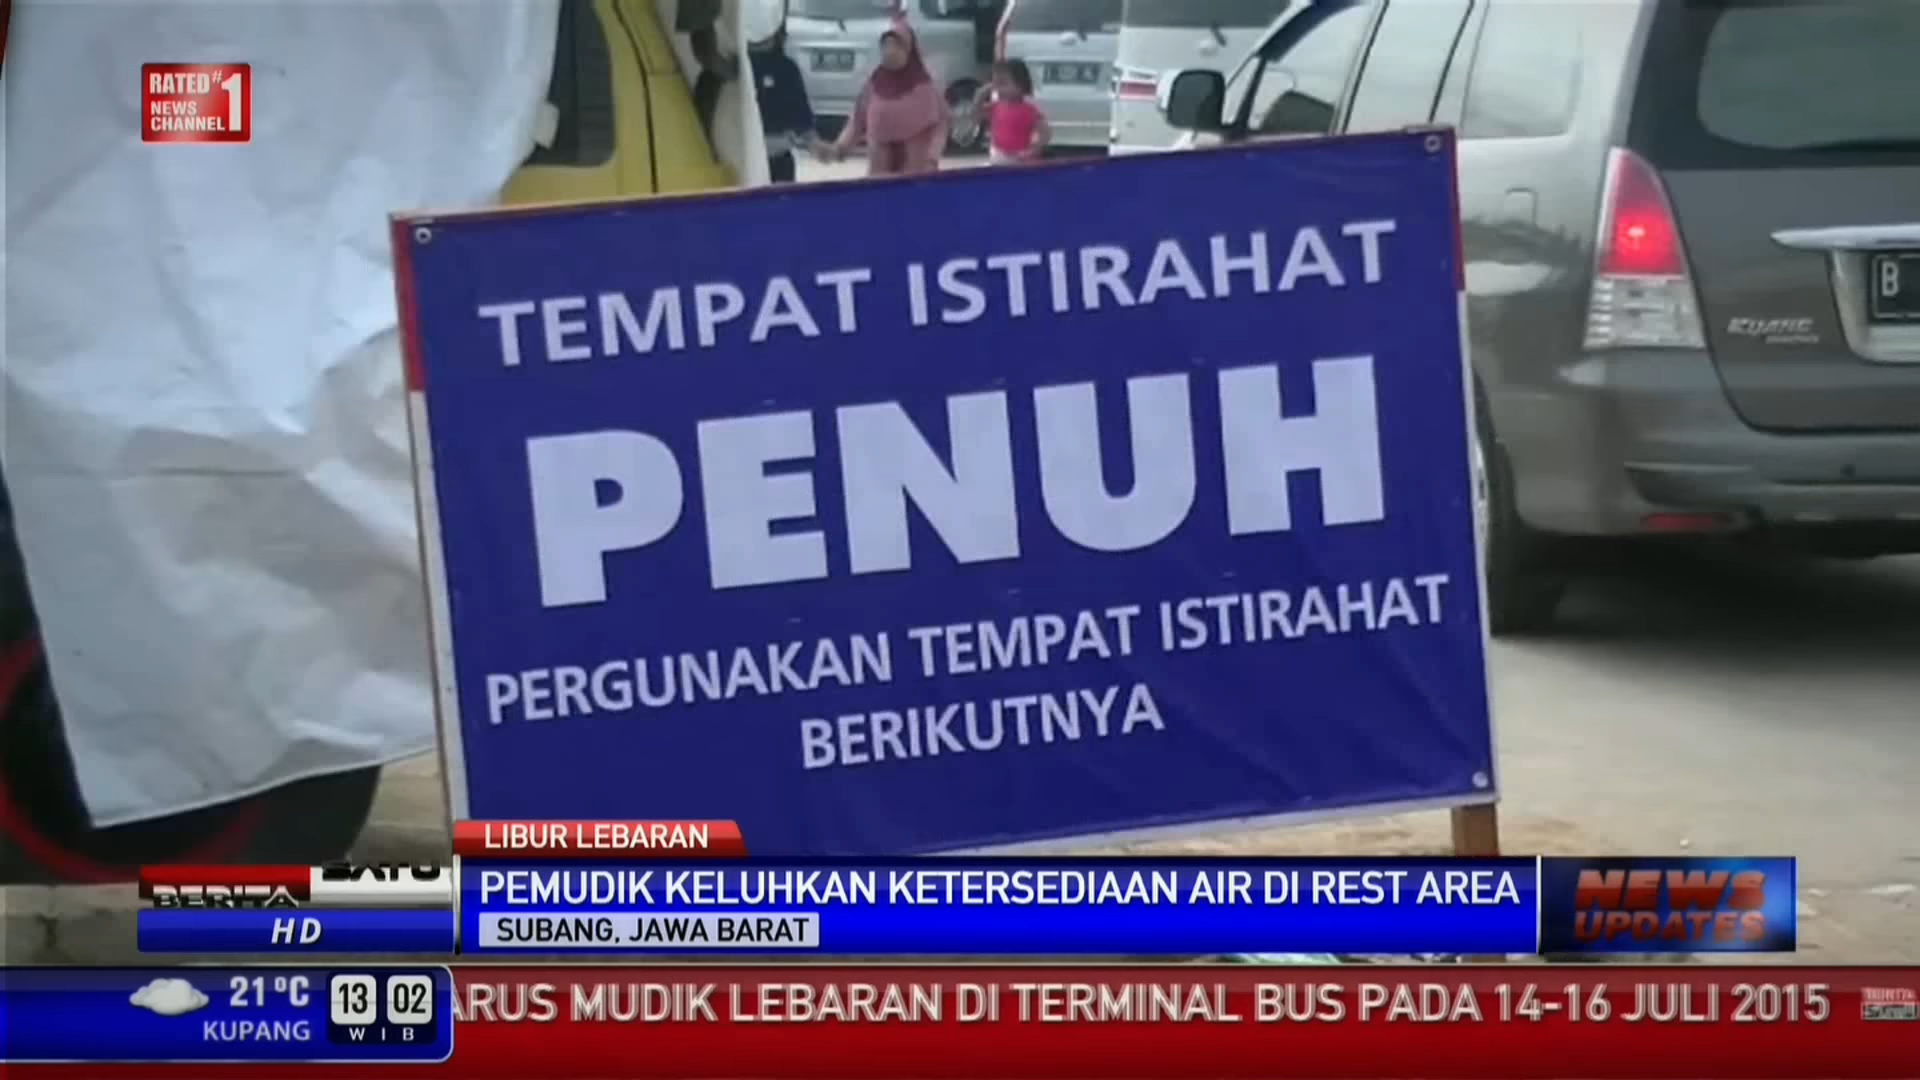 RATED #1
NEWS
CHANNEL
TEMPAT ISTIRAHAT
PENUH
PERGUNAKAN TEMPAT ISTIRAHAT
BERIKUTNYA
B
KIJANG
LIBUR LEBARAN
BERITA SATU
HD
PEMUDIK KELUHKAN KETERSEDIAAN AIR DI REST AREA
SUBANG, JAWA BARAT
NEWS
UPDATES
21°C
KUPANG
13 02
WIB
ARUS MUDIK LEBARAN DI TERMINAL BUS PADA 14-16 JULI 2015